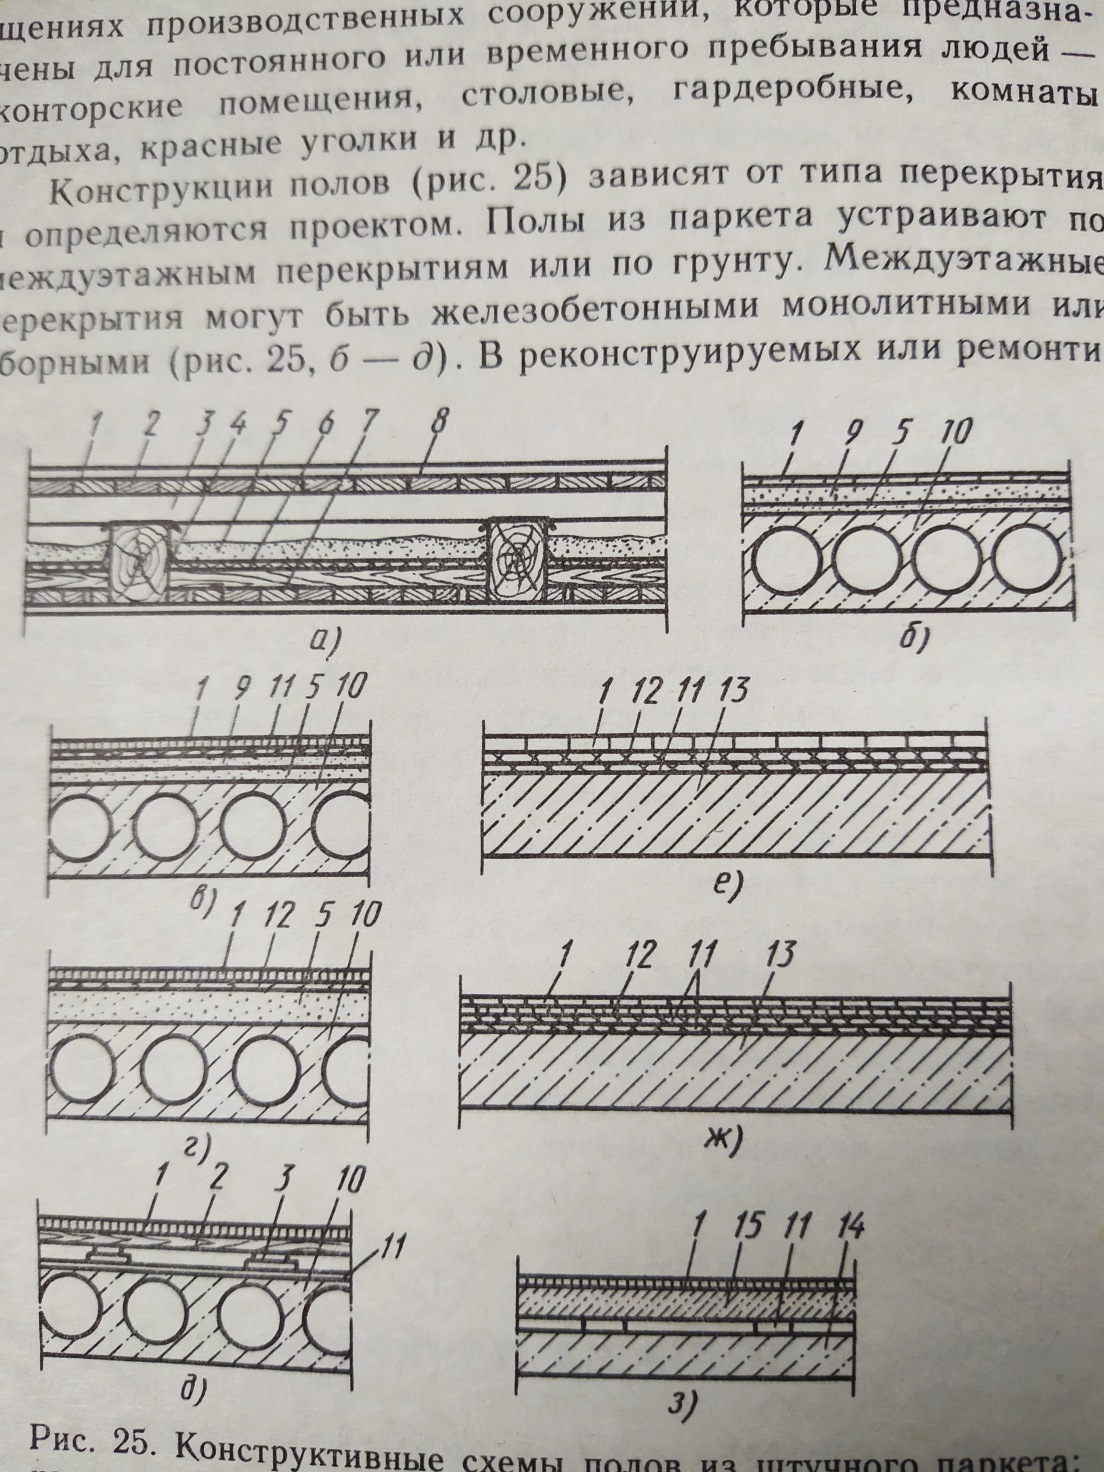 щениях производственных сооружений, которые предназна-
чены для постоянного или временного пребывания людей —
конторские помещения, столовые, гардеробные, комнаты
отдыха, красные уголки и др.
Конструкции полов (рис. 25) зависят от типа перекрытия
определяются проектом. Полы из паркета устраивают по
междуэтажным перекрытиям или по грунту. Междуэтажные
ерекрытия могут быть железобетонными монолитными или
борными (рис. 25, б — д). В реконструируемых или ремонти
1 2 3 4 5 6 7 8
а)
1 9 5 10
б)
1 9 11 5 10
в)
1 12 11 13
е)
1 12 5 10
г)
1 12 11 13
ж)
1 2 3 10
11
д)
1 15 11 14
з)
Рис. 25. Конструктивные схемы полов из штучного паркета: